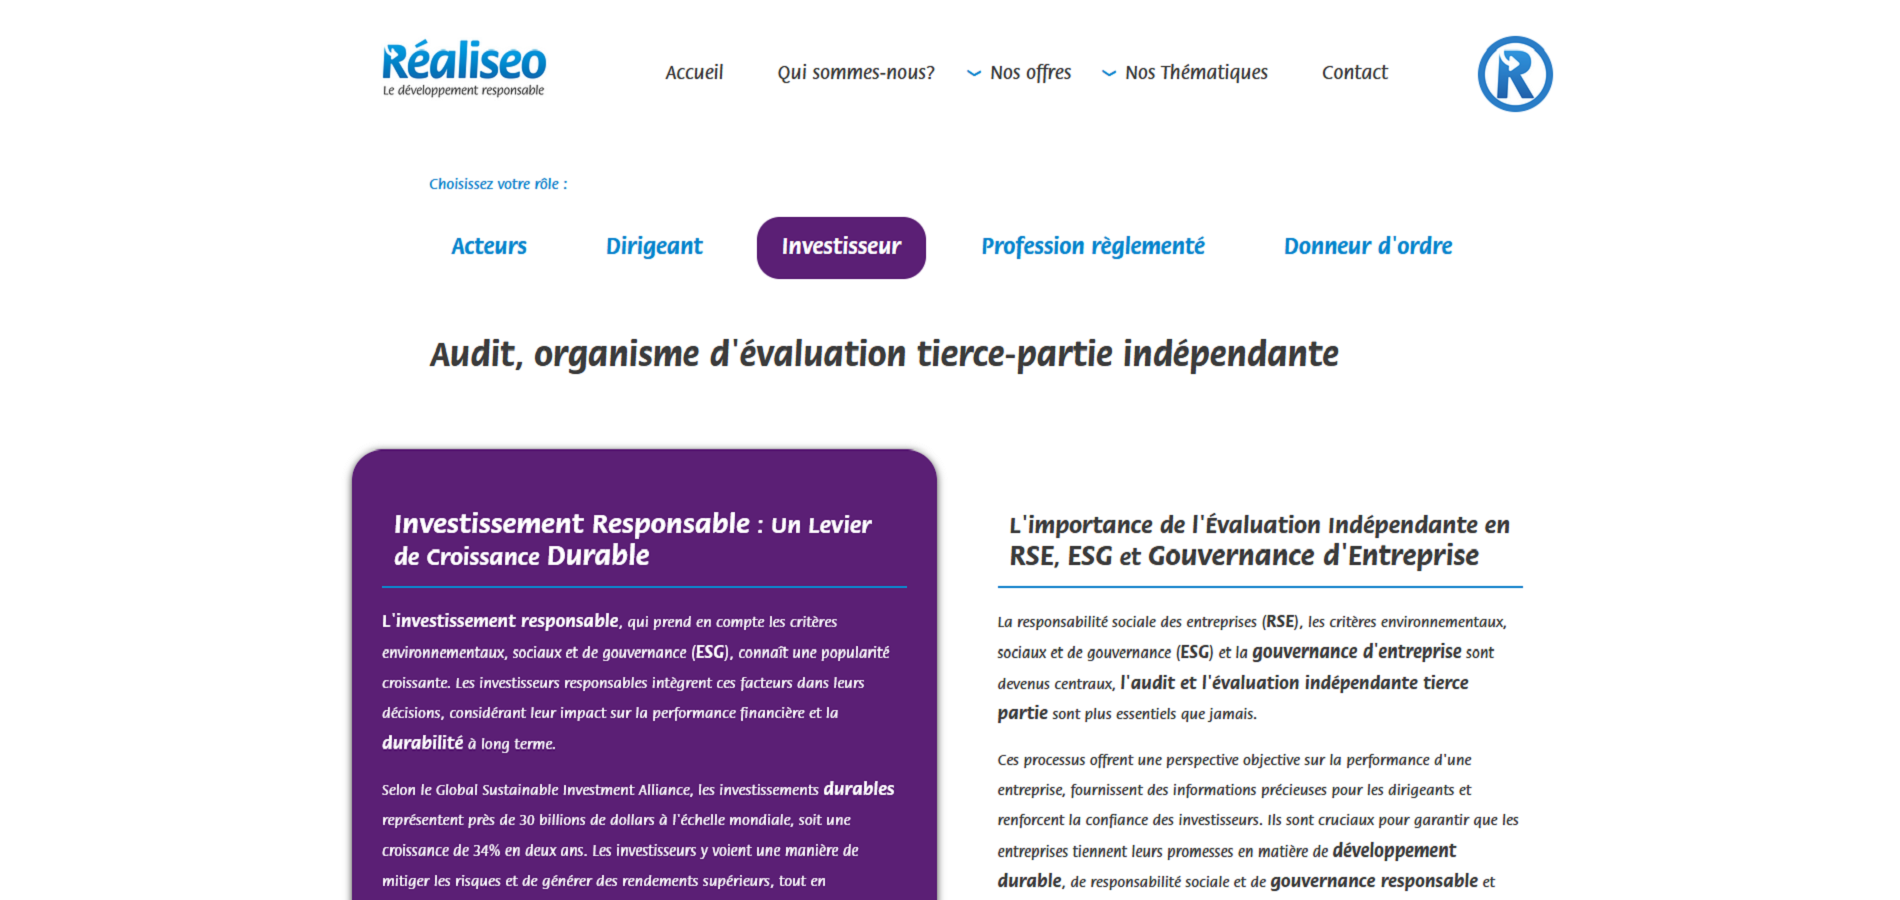 Réaliseo
Le développement responsable
Accueil
Qui sommes-nous?
Nos offres
Nos Thématiques
Contact
R
Choisissez votre rôle :
Acteurs
Dirigeant
Investisseur
Profession règlementé
Donneur d'ordre
Audit, organisme d'évaluation tierce-partie indépendante
Investissement Responsable : Un Levier
de Croissance Durable
L'investissement responsable, qui prend en compte les critères
environnementaux, sociaux et de gouvernance (ESG), connaît une popularité
croissante. Les investisseurs responsables intègrent ces facteurs dans leurs
décisions, considérant leur impact sur la performance financière et la
durabilité à long terme.
Selon le Global Sustainable Investment Alliance, les investissements durables
représentent près de 30 billions de dollars à l'échelle mondiale, soit une
croissance de 34% en deux ans. Les investisseurs y voient une manière de
mitiger les risques et de générer des rendements supérieurs, tout en
L'importance de l'Évaluation Indépendante en
RSE, ESG et Gouvernance d'Entreprise
La responsabilité sociale des entreprises (RSE), les critères environnementaux,
sociaux et de gouvernance (ESG) et la gouvernance d'entreprise sont
devenus centraux, l'audit et l'évaluation indépendante tierce
partie sont plus essentiels que jamais.
Ces processus offrent une perspective objective sur la performance d'une
entreprise, fournissent des informations précieuses pour les dirigeants et
renforcent la confiance des investisseurs. Ils sont cruciaux pour garantir que les
entreprises tiennent leurs promesses en matière de développement
durable, de responsabilité sociale et de gouvernance responsable et